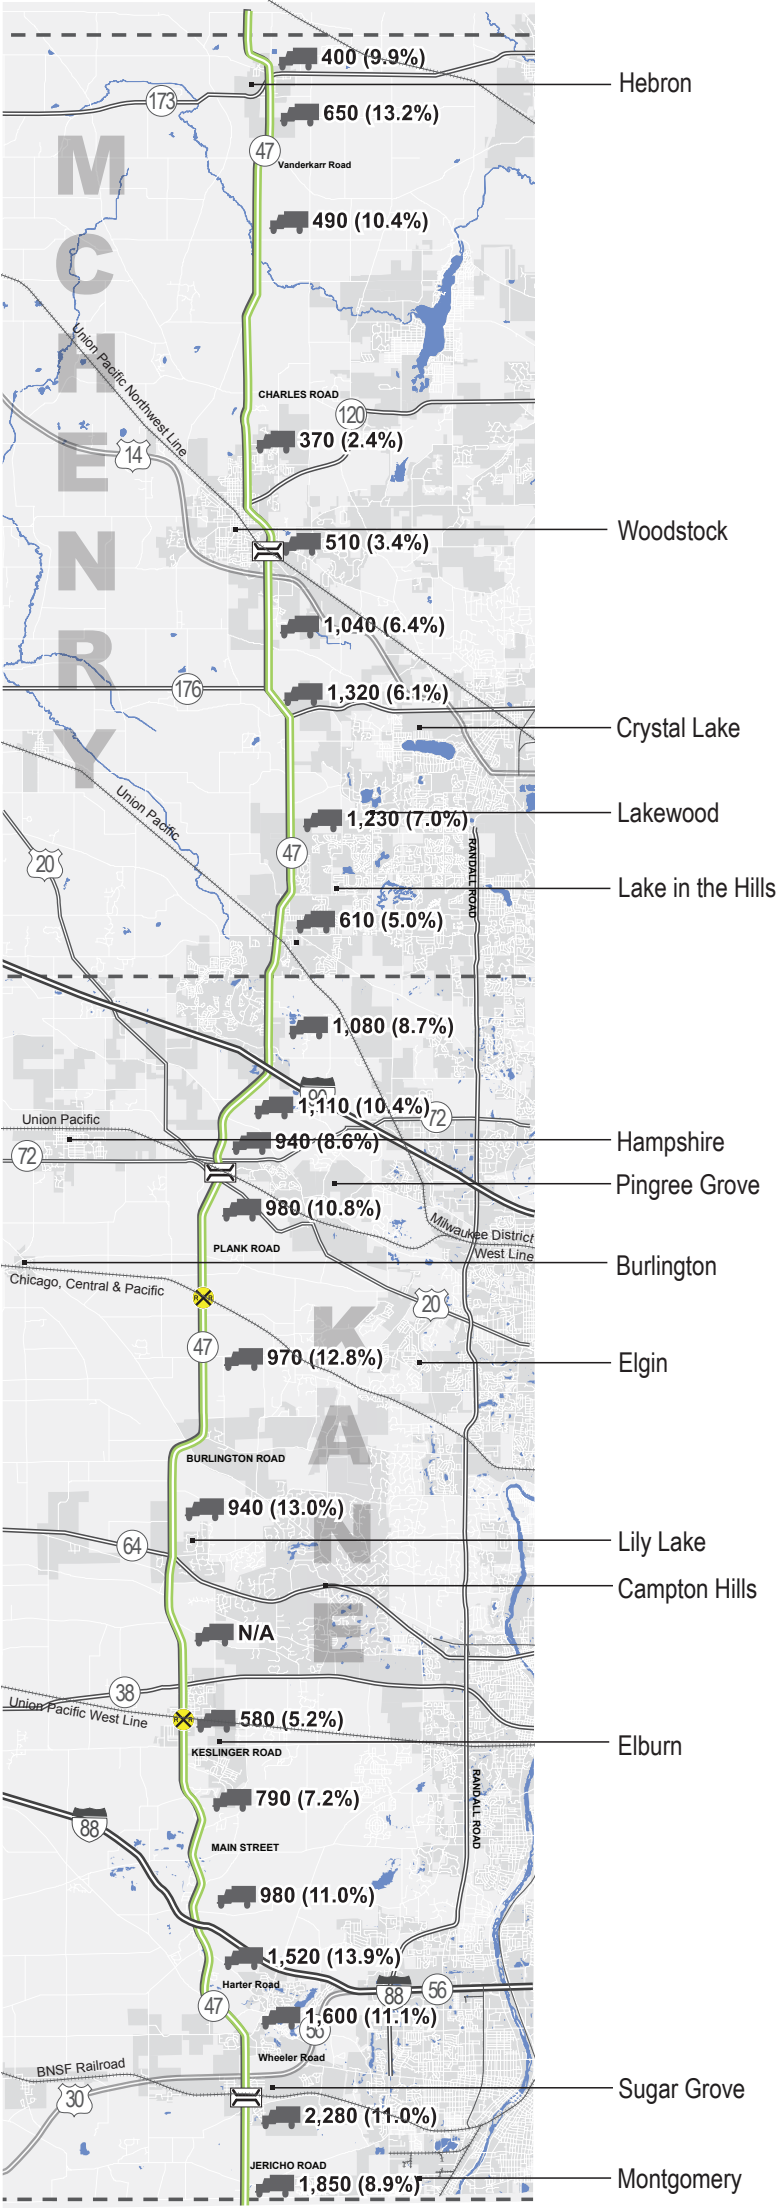 400 (9.9%)
Hebron
173
650 (13.2%)
47
Vanderkarr Road
M
C
H
E
N
R
Y
490 (10.4%)
Union Pacific Northwest Line
CHARLES ROAD
120
370 (2.4%)
14
Woodstock
510 (3.4%)
1,040 (6.4%)
176
1,320 (6.1%)
Crystal Lake
Union Pacific
1,230 (7.0%)
Lakewood
RANDALL ROAD
47
20
Lake in the Hills
610 (5.0%)
1,080 (8.7%)
90
1,110 (10.4%)
72
Union Pacific
940 (8.6%)
Hampshire
72
Pingree Grove
980 (10.8%)
Milwaukee District
West Line
PLANK ROAD
Burlington
Chicago, Central & Pacific
R R
20
K
A
N
E
47
970 (12.8%)
Elgin
BURLINGTON ROAD
940 (13.0%)
64
Lily Lake
Campton Hills
N/A
38
Union Pacific West Line
R R
580 (5.2%)
KESLINGER ROAD
Elburn
790 (7.2%)
RANDALL ROAD
88
MAIN STREET
980 (11.0%)
1,520 (13.9%)
Harter Road
88
56
47
1,600 (11.1%)
56
Wheeler Road
BNSF Railroad
30
Sugar Grove
2,280 (11.0%)
JERICHO ROAD
1,850 (8.9%)
Montgomery